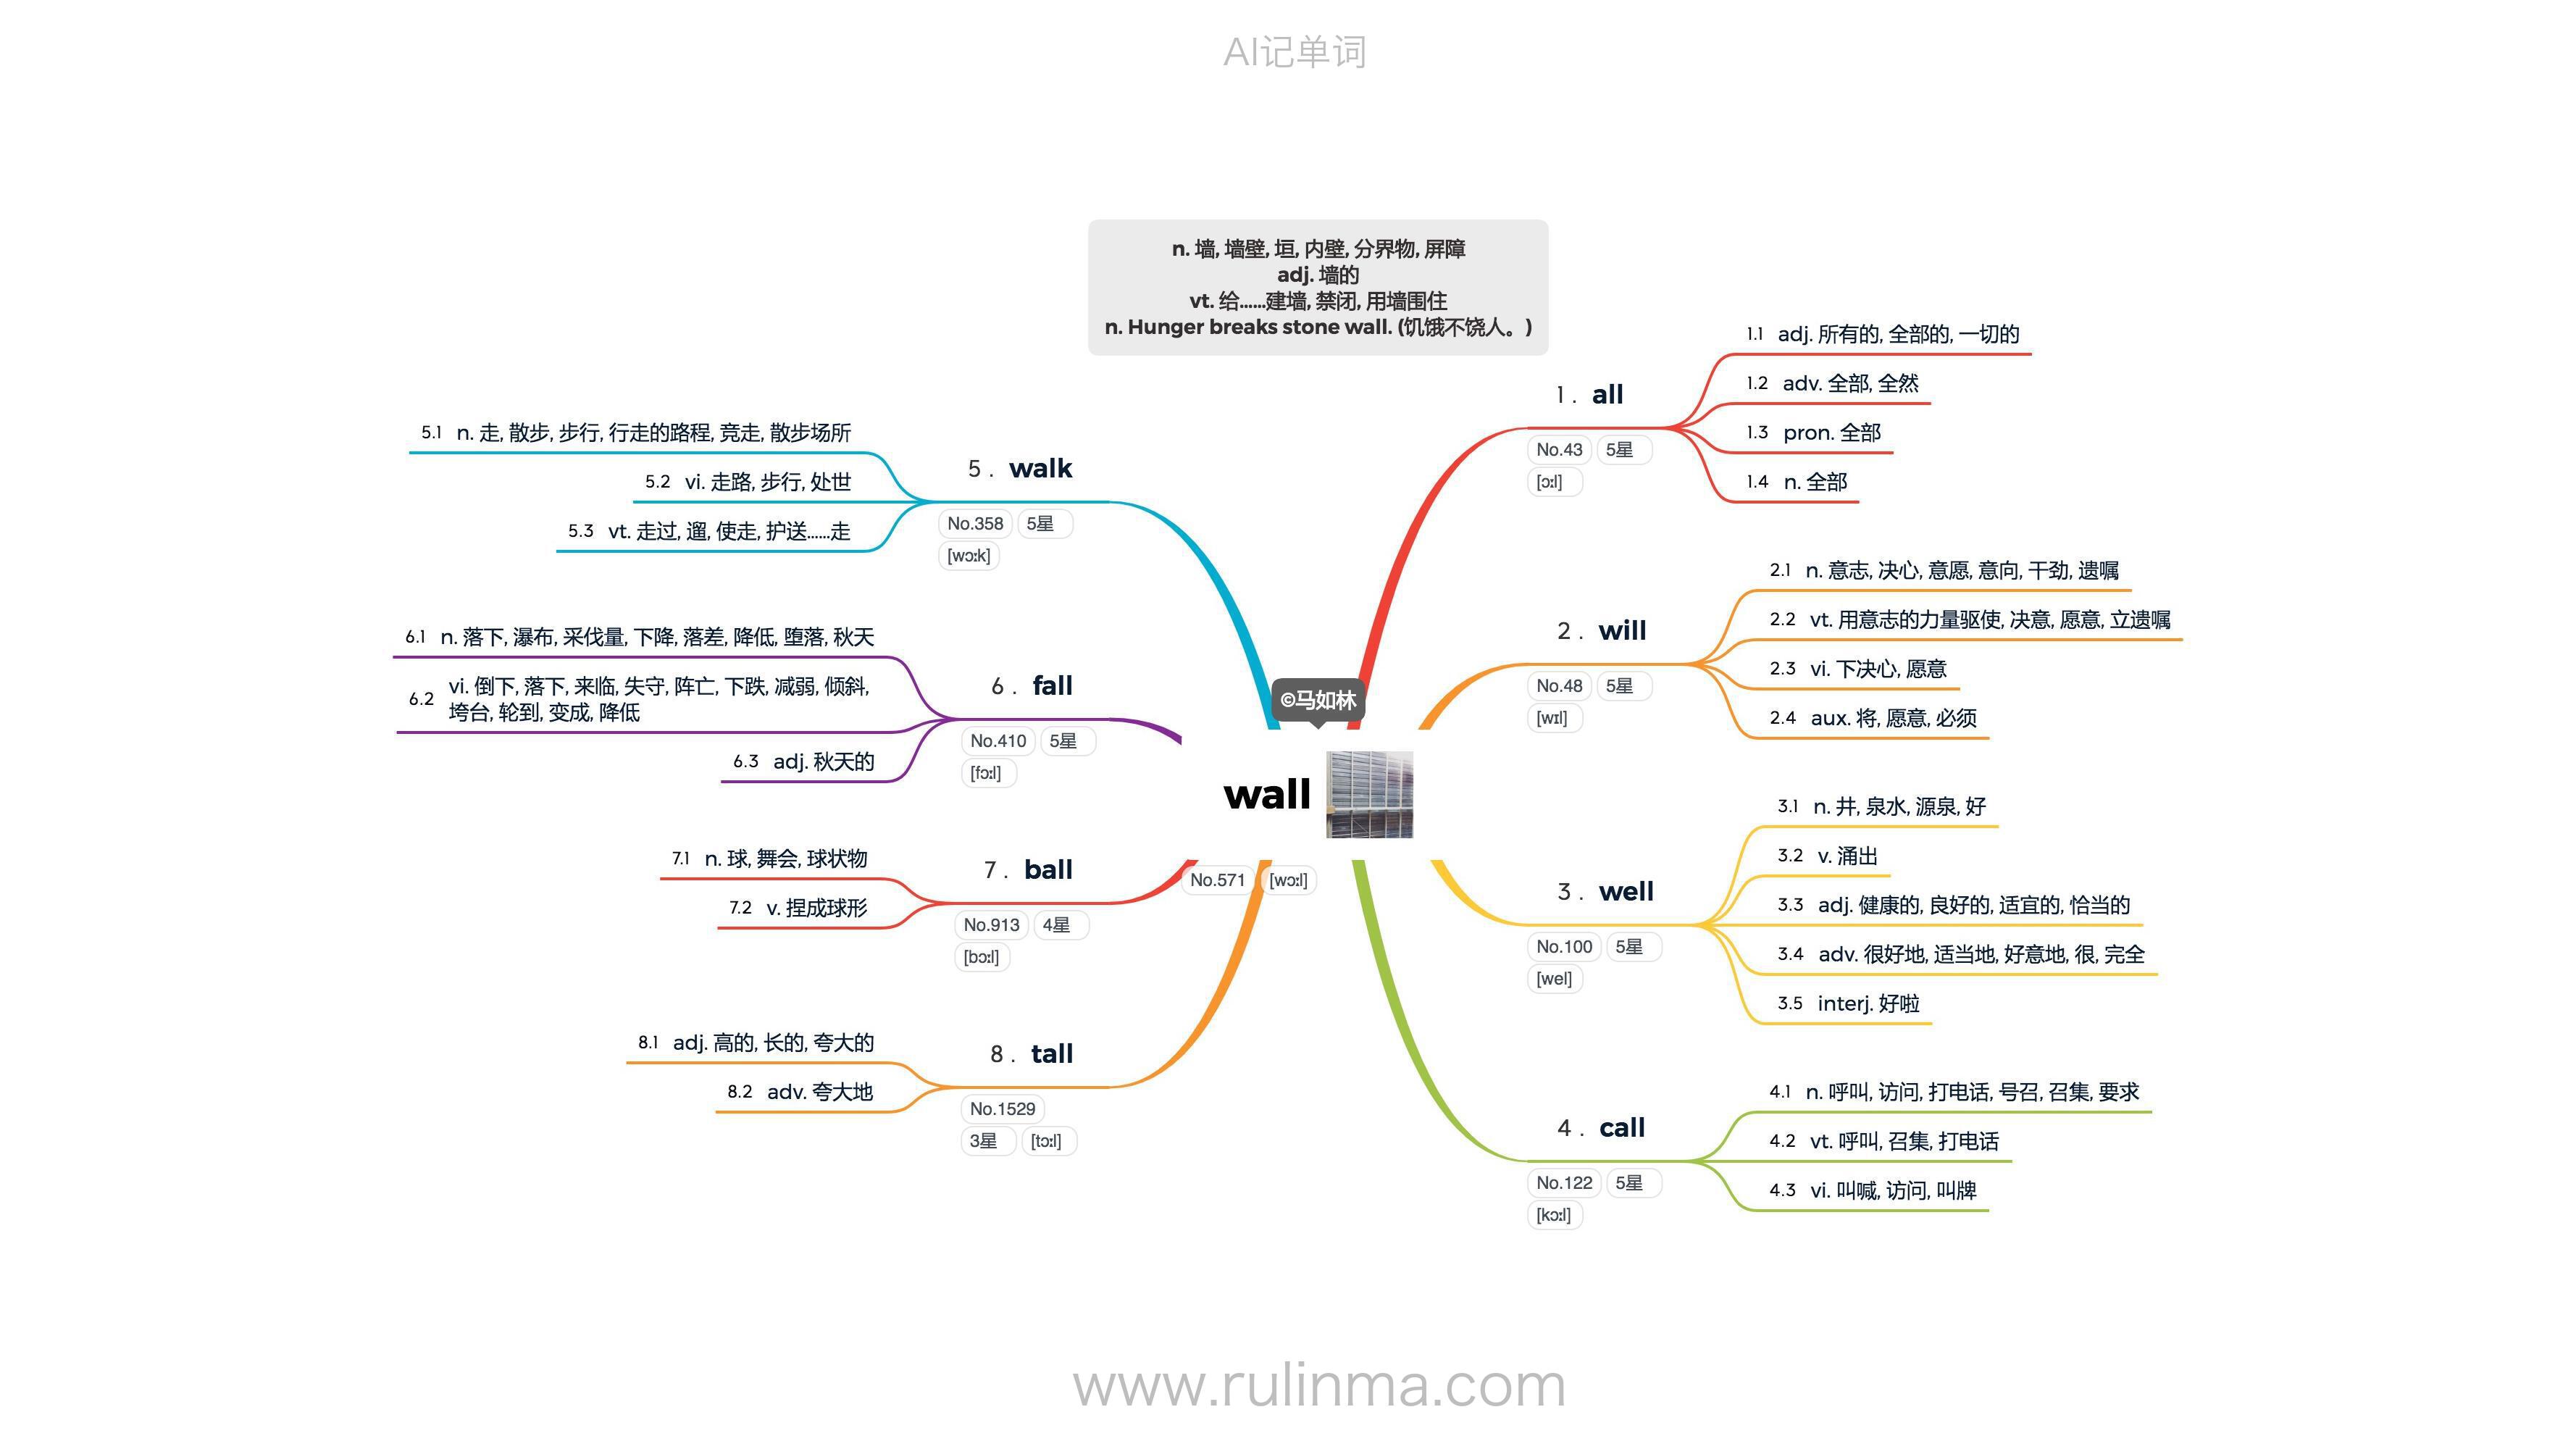 AI记单词
n. 墙, 墙壁, 垣, 内壁, 分界物, 屏障
adj. 墙的
vt. 给......建墙, 禁闭, 用墙围住
n. Hunger breaks stone wall. (饥饿不饶人。)
©马如林
wall
No.571 [wɔːl]
1. all
No.43 5星
[ɔːl]
1.1 adj. 所有的, 全部的, 一切的
1.2 adv. 全部, 全然
1.3 pron. 全部
1.4 n. 全部
2. will
No.48 5星
[wɪl]
2.1 n. 意志, 决心, 意愿, 意向, 干劲, 遗嘱
2.2 vt. 用意志的力量驱使, 决意, 愿意, 立遗嘱
2.3 vi. 下决心, 愿意
2.4 aux. 将, 愿意, 必须
3. well
No.100 5星
[wel]
3.1 n. 井, 泉水, 源泉, 好
3.2 v. 涌出
3.3 adj. 健康的, 良好的, 适宜的, 恰当的
3.4 adv. 很好地, 适当地, 好意地, 很, 完全
3.5 interj. 好啦
4. call
No.122 5星
[kɔːl]
4.1 n. 呼叫, 访问, 打电话, 号召, 召集, 要求
4.2 vt. 呼叫, 召集, 打电话
4.3 vi. 叫喊, 访问, 叫牌
5. walk
No.358 5星
[wɔːk]
5.1 n. 走, 散步, 步行, 行走的路程, 竞走, 散步场所
5.2 vi. 走路, 步行, 处世
5.3 vt. 走过, 遛, 使走, 护送......走
6. fall
No.410 5星
[fɔːl]
6.1 n. 落下, 瀑布, 采伐量, 下降, 落差, 降低, 堕落, 秋天
6.2 vi. 倒下, 落下, 来临, 失守, 阵亡, 下跌, 减弱, 倾斜,
垮台, 轮到, 变成, 降低
6.3 adj. 秋天的
7. ball
No.913 4星
[bɔːl]
7.1 n. 球, 舞会, 球状物
7.2 v. 捏成球形
8. tall
No.1529
3星 [tɔːl]
8.1 adj. 高的, 长的, 夸大的
8.2 adv. 夸大地
www.rulinma.com